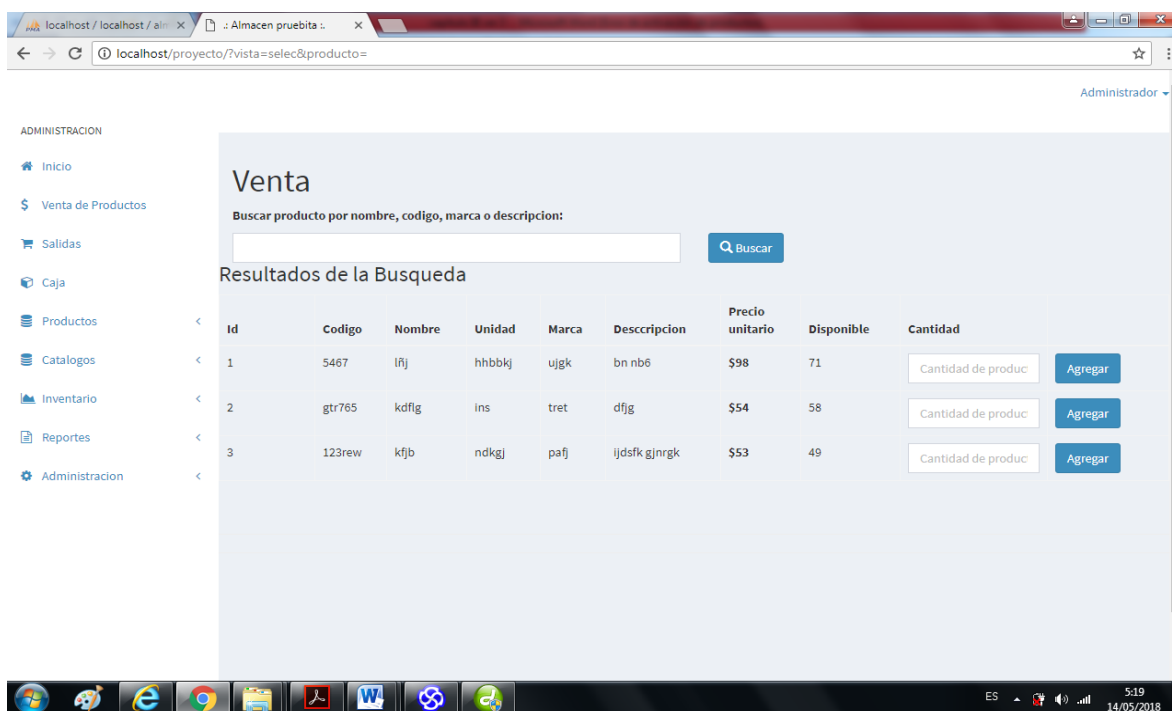 localhost / localhost / aln
.: Almacen pruebita :.
localhost/proyecto/?vista=selec&producto=
Administrador
ADMINISTRACION
Inicio
Venta de Productos
Salidas
Caja
Productos
Catalogos
Inventario
Reportes
Administracion
Venta
Buscar producto por nombre, codigo, marca o descripcion:
Buscar
Resultados de la Busqueda
Id Codigo Nombre Unidad Marca Desccripcion Precio unitario Disponible Cantidad
1 5467 lñj hhbbkj ujgk bn nb6 $98 71 Cantidad de produc Agregar
2 gtr765 kdflg ins tret dfjg $54 58 Cantidad de produc Agregar
3 123rew kfjb ndkgj pafj ijdsfk gjnrgk $53 49 Cantidad de produc Agregar
ES
5:19
14/05/2018